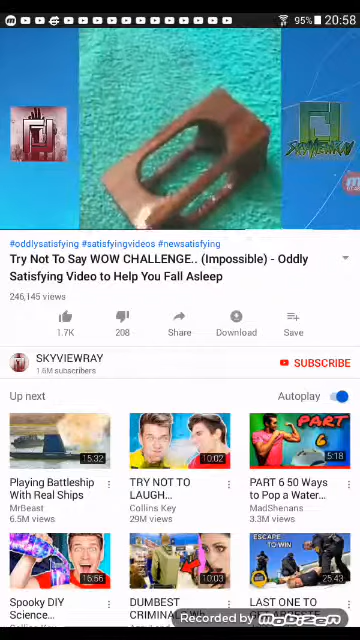 95% 20:58
#oddlysatisfying #satisfyingvideos #newsatisfying
Try Not To Say WOW CHALLENGE.. (Impossible) - Oddly
Satisfying Video to Help You Fall Asleep
246,145 views
1.7K 208 Share Download Save
SKYVIEWRAY
1.6M subscribers
SUBSCRIBE
Up next
Autoplay
15:32
Playing Battleship
With Real Ships
MrBeast
6.5M views
10:02
TRY NOT TO
LAUGH...
Collins Key
29M views
PART 6
5:18
PART 6 50 Ways
to Pop a Water...
MadShenans
3.3M views
16:56
Spooky DIY
Science...
10:03
DUMBEST
ESCAPE TO
WIN
25:43
LAST ONE TO
Recorded by
mobizen